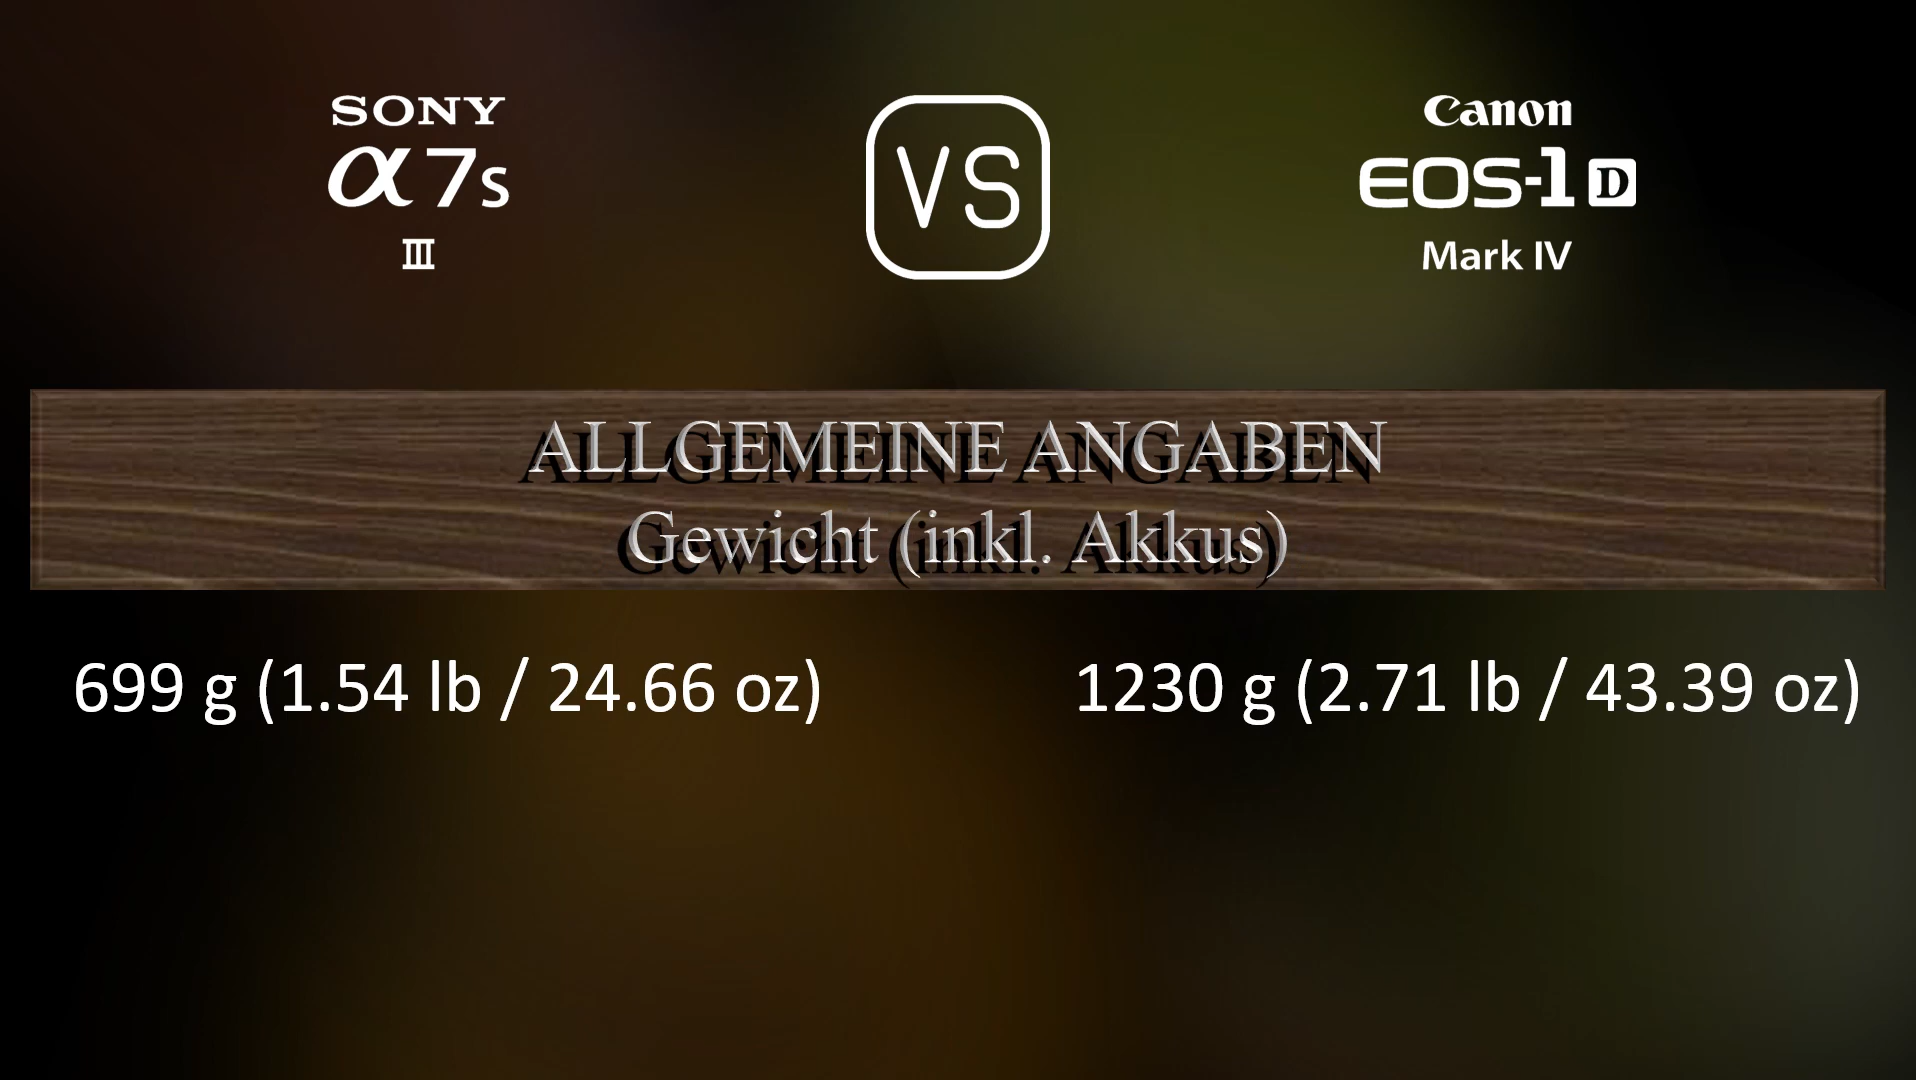 SONY
α7s
III
VS
Canon
EOS-1D
Mark IV
ALLGEMEINE ANGABEN
Gewicht (inkl. Akkus)
699 g (1.54 lb / 24.66 oz)
1230 g (2.71 lb / 43.39 oz)